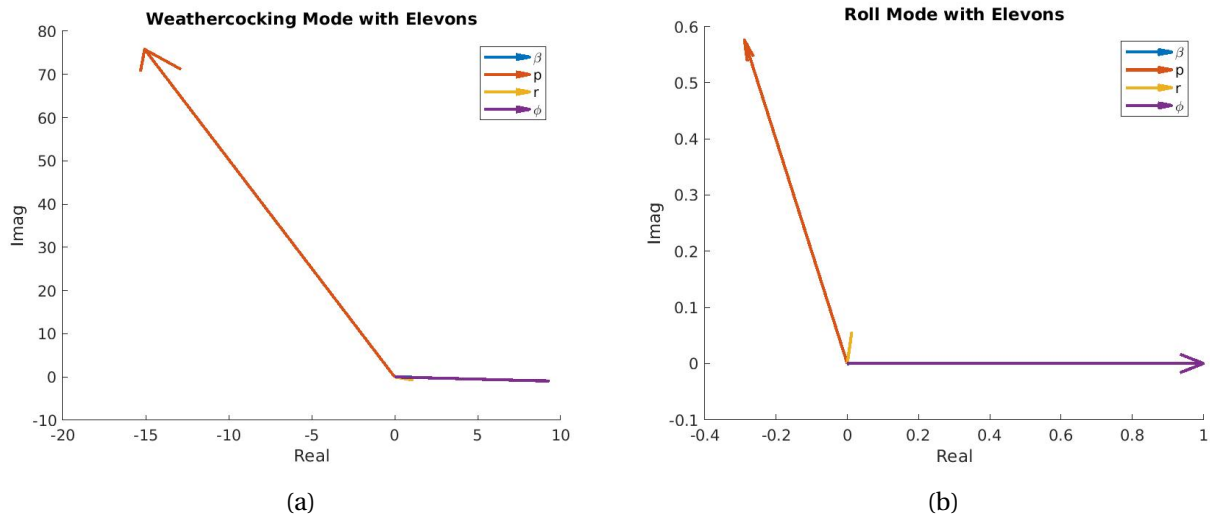 Weathercocking Mode with Elevons
80
70
60
50
40
30
20
10
0
-10
-20
-15
-10
-5
0
5
10
Imag
Real
β
p
r
ϕ
(a)
Roll Mode with Elevons
0.6
0.5
0.4
0.3
0.2
0.1
0
-0.1
-0.4
-0.2
0
0.2
0.4
0.6
0.8
1
Imag
Real
β
p
r
ϕ
(b)